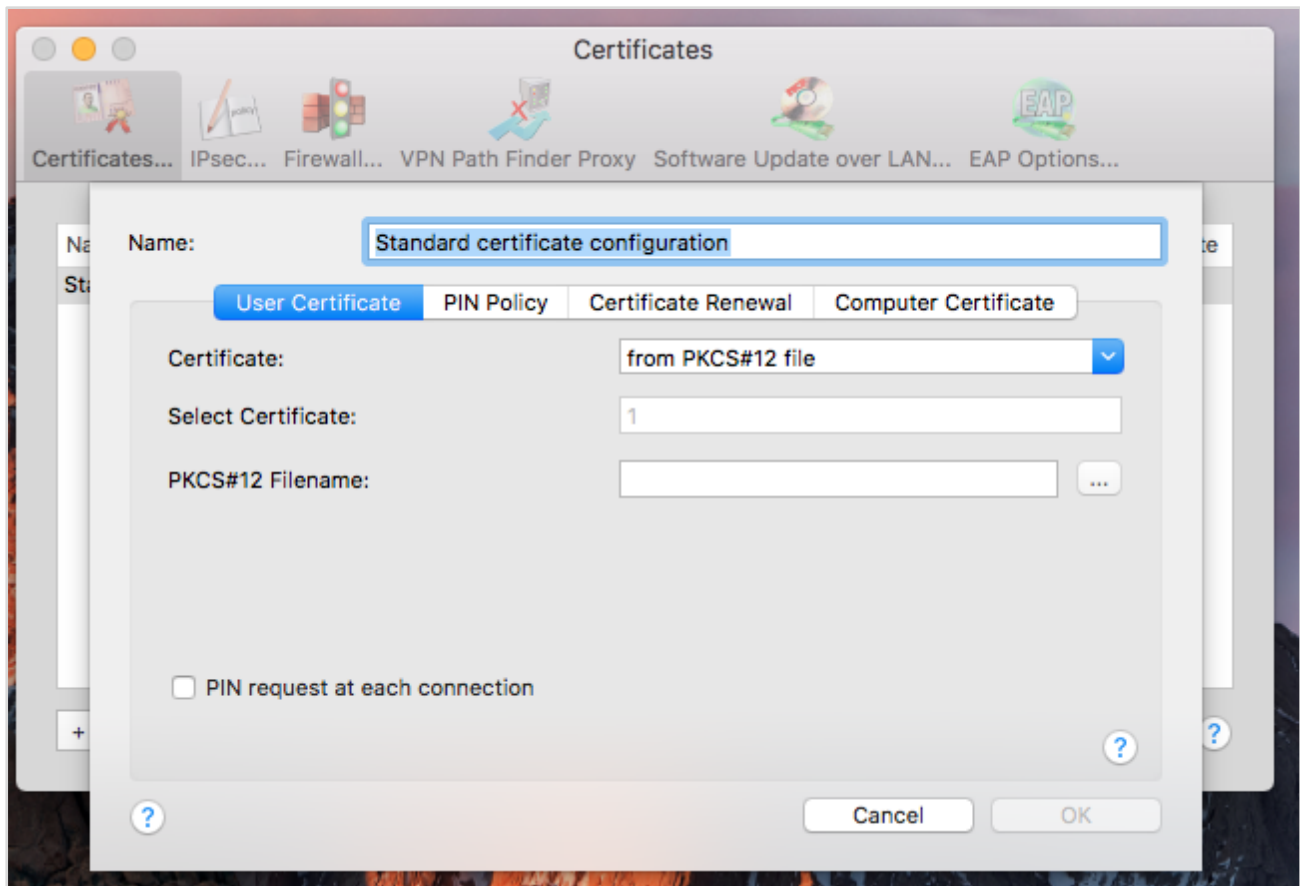 Certificates
Certificates... IPsec... Firewall... VPN Path Finder Proxy Software Update over LAN... EAP Options...
Name: Standard certificate configuration
User Certificate PIN Policy Certificate Renewal Computer Certificate
Certificate: from PKCS#12 file
Select Certificate: 1
PKCS#12 Filename: ...
PIN request at each connection
+ ?
?
? Cancel OK